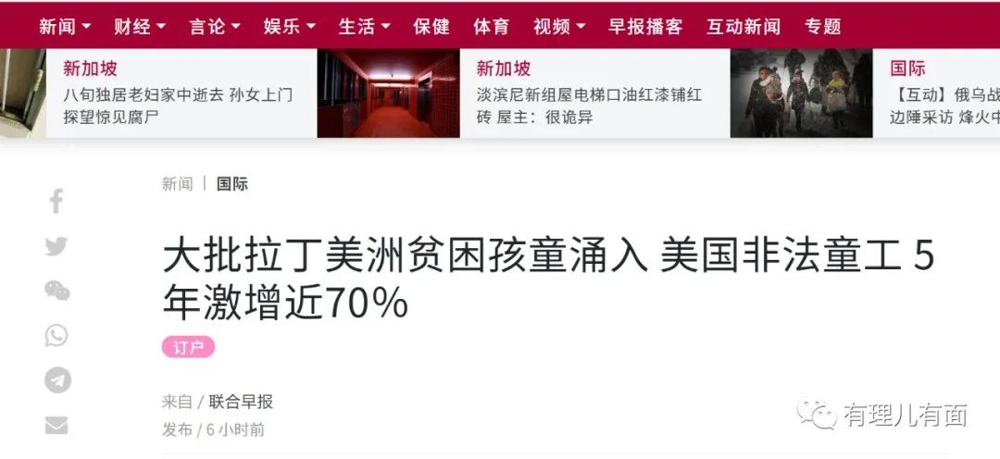 新闻 财经 言论 娱乐 生活 保健 体育 视频 早报播客 互动新闻 专题
新加坡
八旬独居老妇家中逝去 孙女上门
探望惊见腐尸
新加坡
淡滨尼新组屋电梯口油红漆铺红
砖 屋主：很诡异
国际
【互动】俄乌战
边陲采访 烽火中
新闻 | 国际
大批拉丁美洲贫困孩童涌入 美国非法童工 5
年激增近70%
订户
来自 / 联合早报
发布 / 6 小时前
有理儿有面